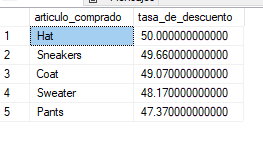 Mensajes
articulo_comprado tasa_de_descuento
1 Hat 50.000000000000
2 Sneakers 49.660000000000
3 Coat 49.070000000000
4 Sweater 48.170000000000
5 Pants 47.370000000000